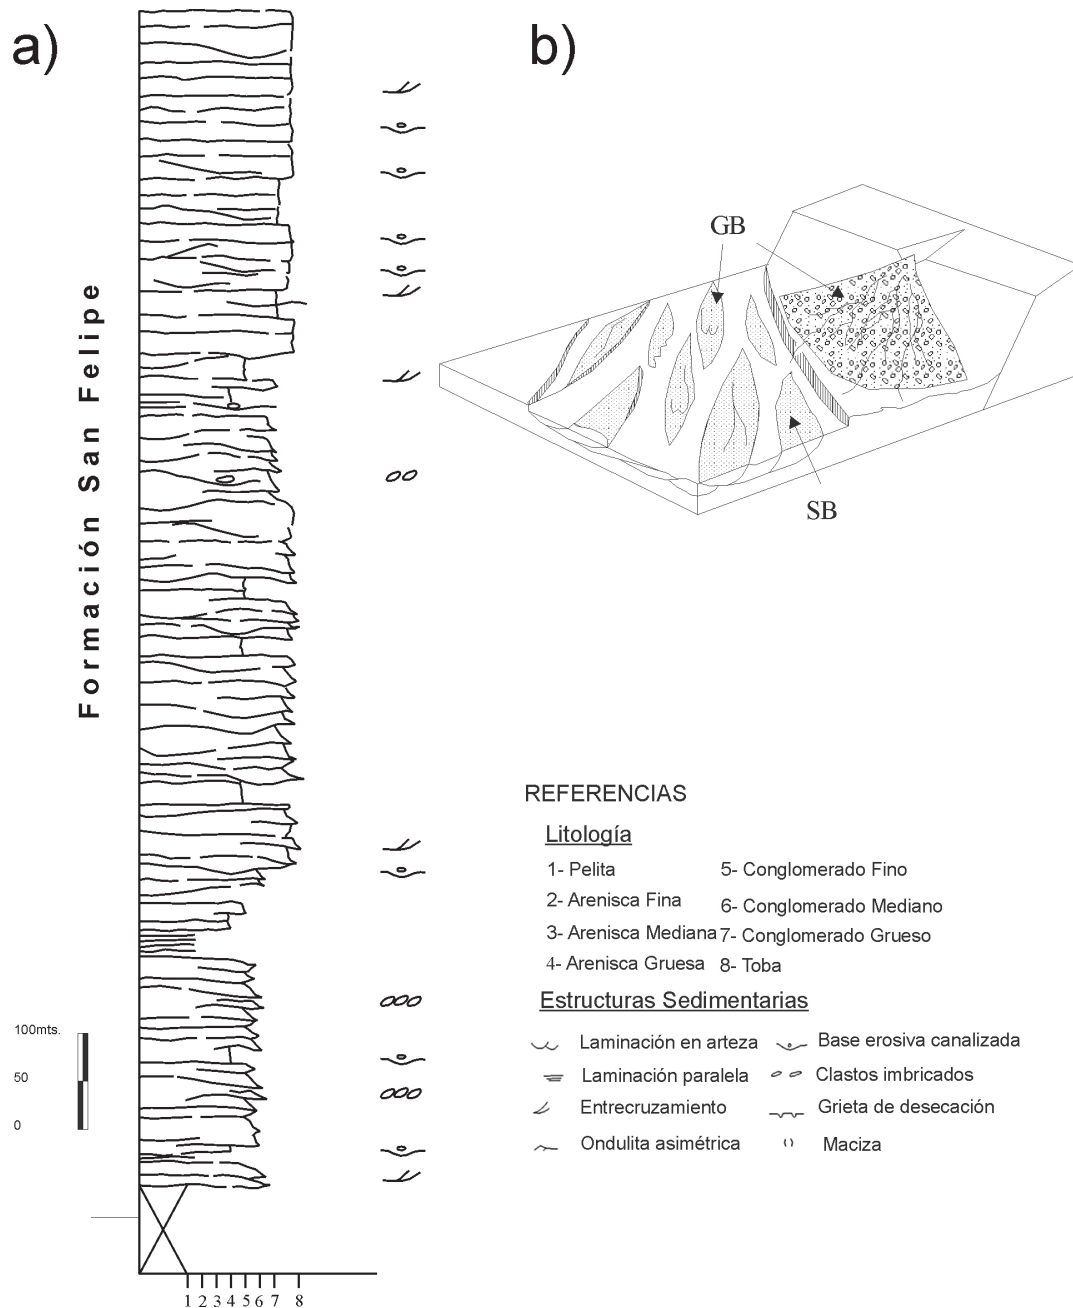 a)
b)
Formación San Felipe
GB
SB
REFERENCIAS
Litología
1- Pelita
5- Conglomerado Fino
2- Arenisca Fina
6- Conglomerado Mediano
3- Arenisca Mediana
7- Conglomerado Grueso
4- Arenisca Gruesa
8- Toba
Estructuras Sedimentarias
Laminación en arteza
Base erosiva canalizada
Laminación paralela
Clastos imbricados
Entrecruzamiento
Grieta de desecación
Ondulita asimétrica
Maciza
100mts.
50
0
1 2 3 4 5 6 7 8